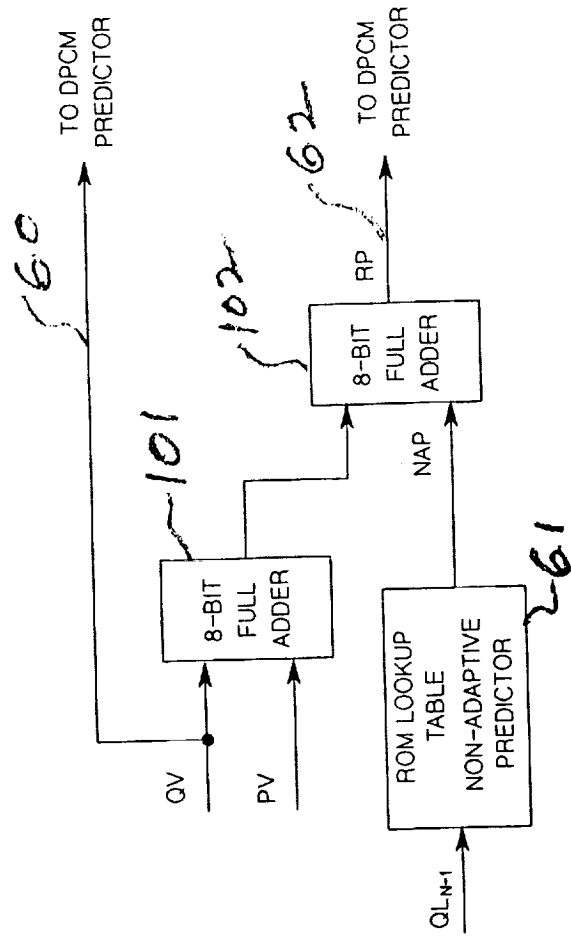 TO DPCM
PREDICTOR
60
TO DPCM
PREDICTOR
62
RP
102
8-BIT
FULL
ADDER
101
8-BIT
FULL
ADDER
NAP
QV
PV
ROM LOOKUP
TABLE
NON-ADAPTIVE
PREDICTOR
61
QL_{N-1}